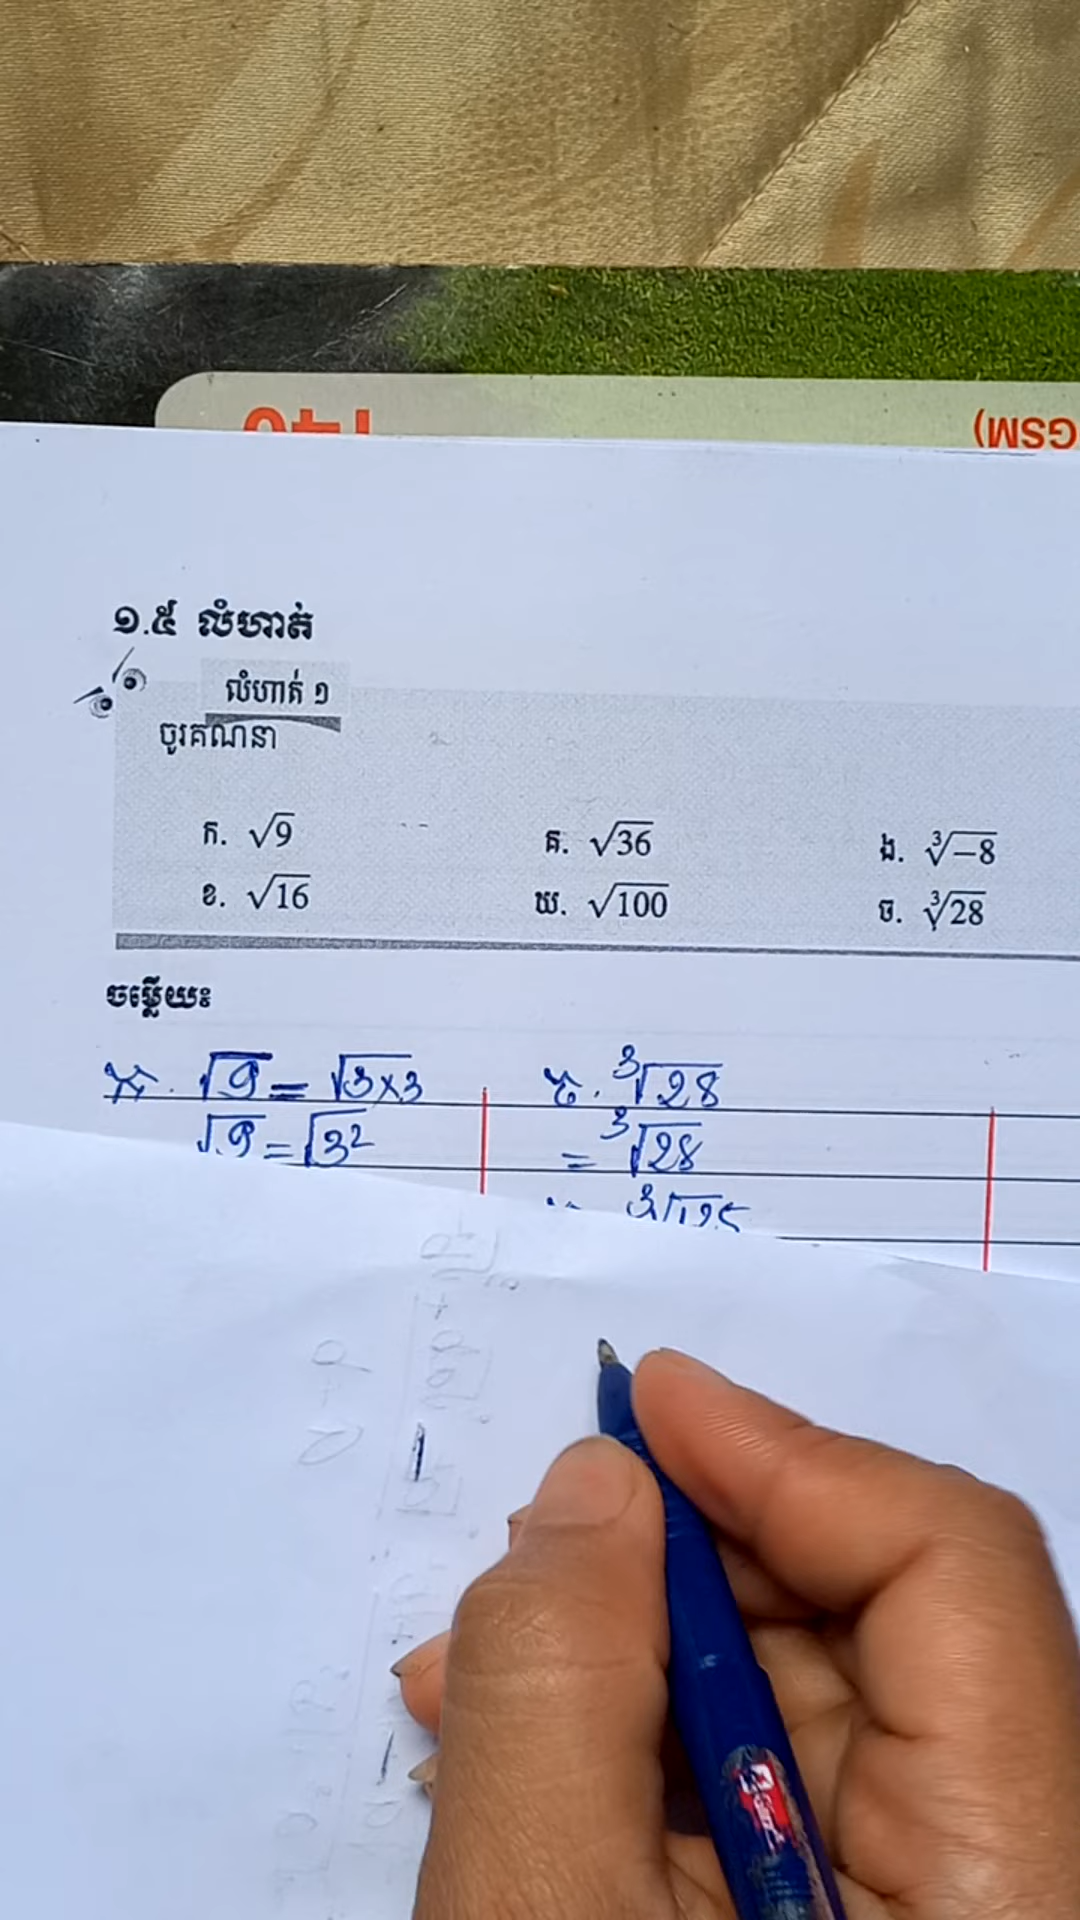 (GSM)
១.៥ លំហាត់
លំហាត់ ១
ចូរគណនា
ក. √9 គ. √36 ង. ∛−8
ខ. √16 ឃ. √100 ច. ∛28
ចម្លើយ៖
ក. √9 = √3×3 ច. ∛28
√9 = √3² = ∛28